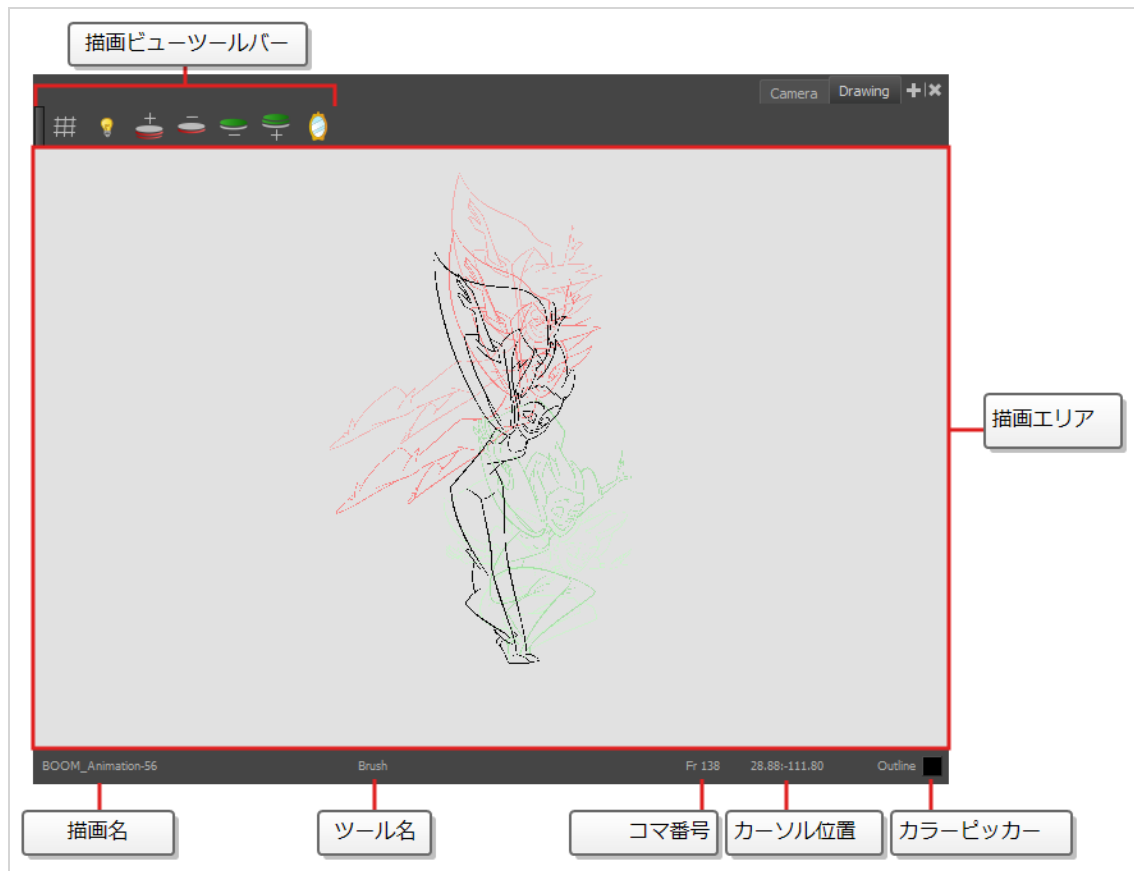 描画ビューツールバー
Camera
Drawing
描画エリア
BOOM_Animation-56
Brush
Fr 138
28.88:-111.80
Outline
描画名
ツール名
コマ番号
カーソル位置
カラーピッカー